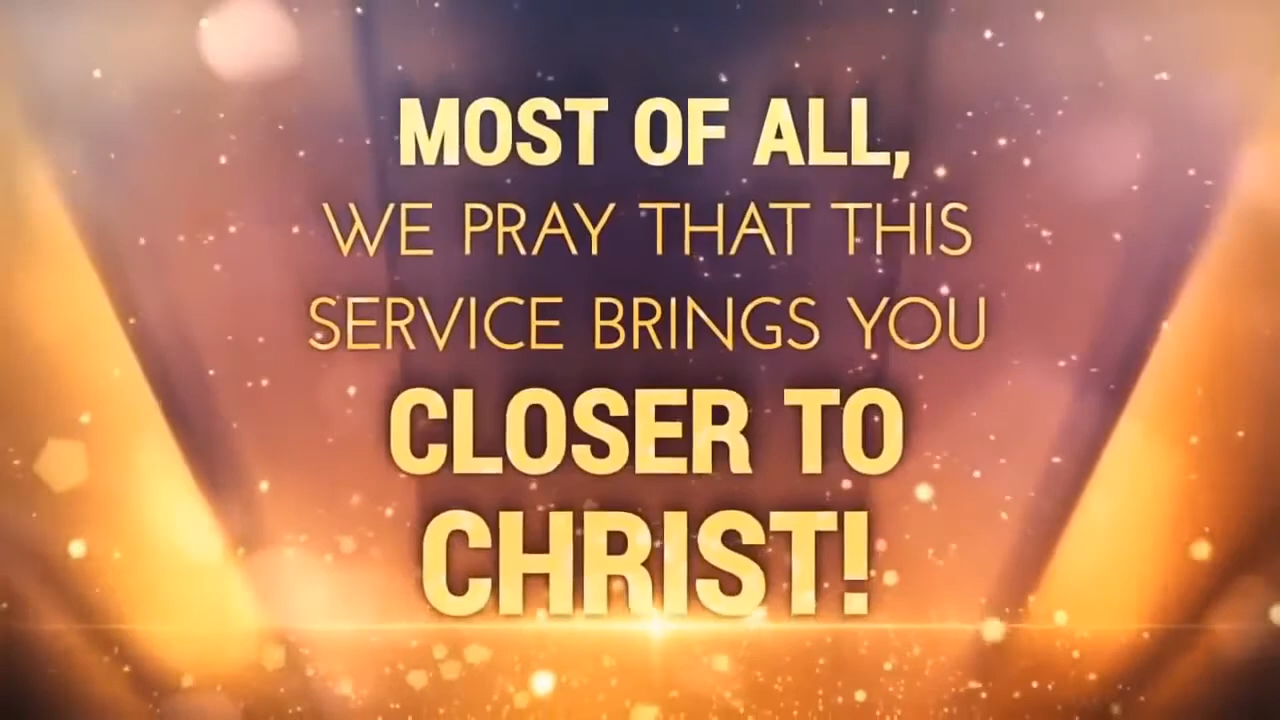 MOST OF ALL,
WE PRAY THAT THIS
SERVICE BRINGS YOU
CLOSER TO
CHRIST!